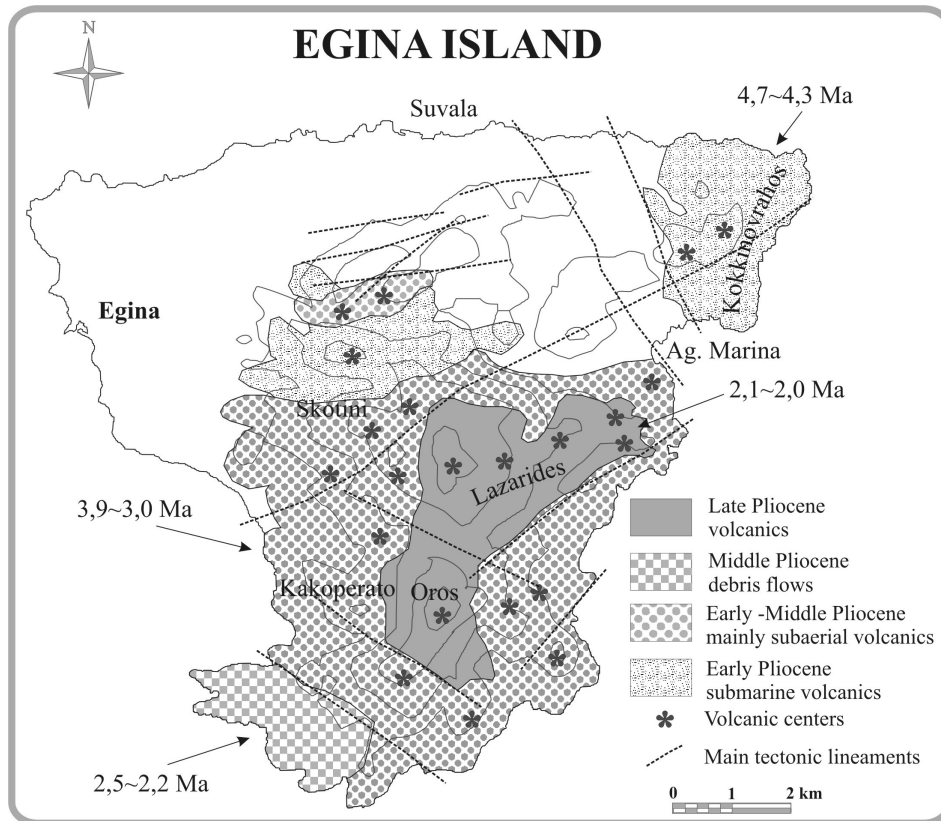 EGINA ISLAND
N
Suvala
4,7~4,3 Ma
Kokkinovrahos
Egina
Ag. Marina
2,1~2,0 Ma
Skotini
Lazarides
3,9~3,0 Ma
Kakoperato
Oros
2,5~2,2 Ma
Late Pliocene
volcanics
Middle Pliocene
debris flows
Early -Middle Pliocene
mainly subaerial volcanics
Early Pliocene
submarine volcanics
Volcanic centers
Main tectonic lineaments
0 1 2 km